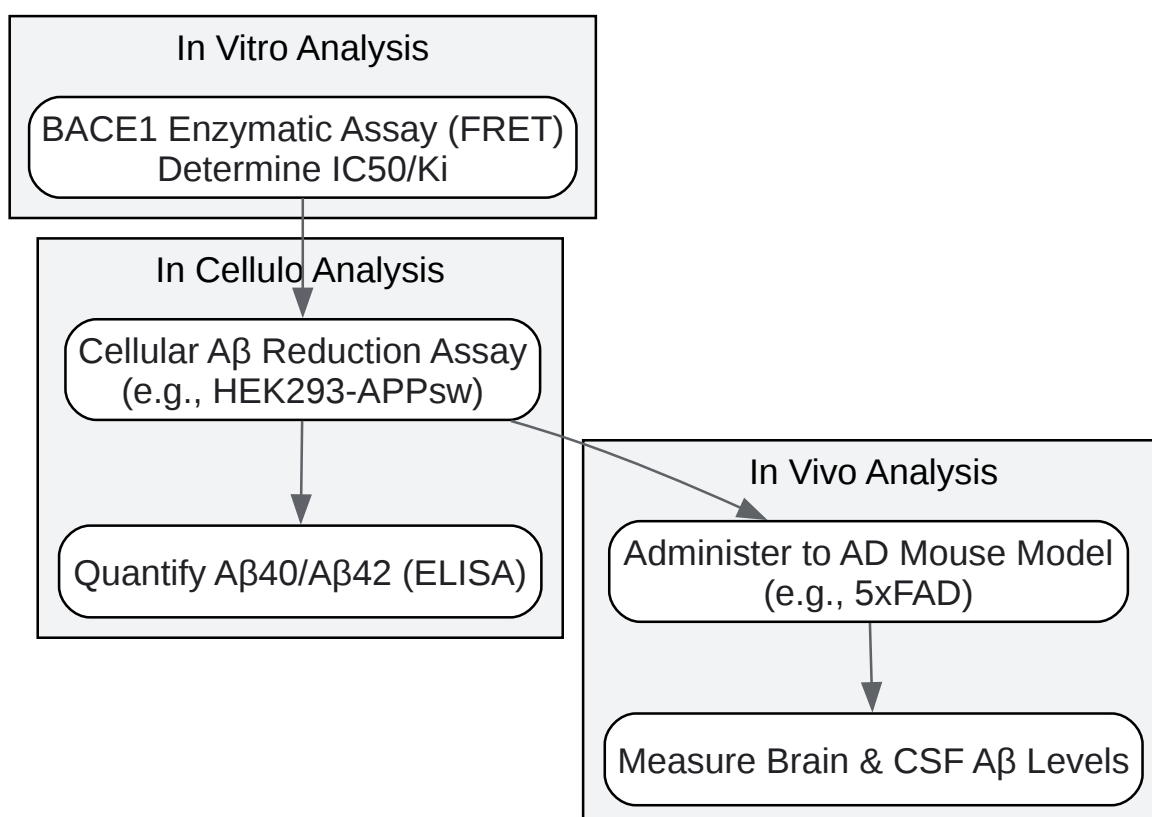 In Vitro Analysis
BACE1 Enzymatic Assay (FRET)
Determine IC50/Ki
In Cellulo Analysis
Cellular Aβ Reduction Assay
(e.g., HEK293-APPsw)
Quantify Aβ40/Aβ42 (ELISA)
In Vivo Analysis
Administer to AD Mouse Model
(e.g., 5xFAD)
Measure Brain & CSF Aβ Levels